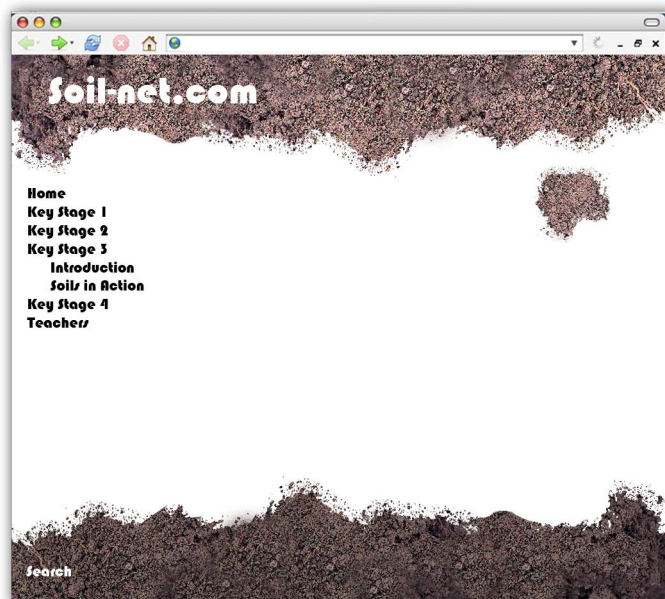 Soil-net.com
Home
Key Stage 1
Key Stage 2
Key Stage 3
Introduction
Soils in Action
Key Stage 4
Teachers
Search